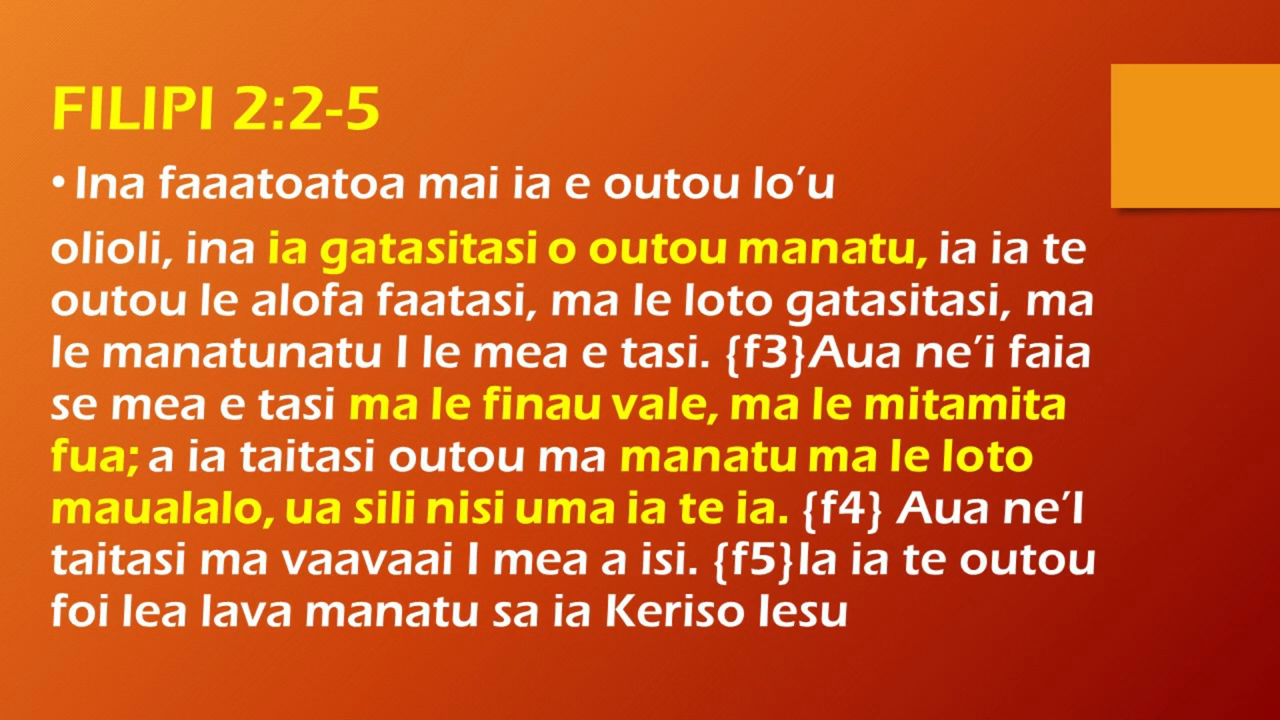 FILIPI 2:2-5
• Ina faaatoatoa mai ia e outou lo’u
olioli, ina ia gatasitasi o outou manatu, ia ia te
outou le alofa faatasi, ma le loto gatasitasi, ma
le manatunatu I le mea e tasi. {f3}Aua ne’i faia
se mea e tasi ma le finau vale, ma le mitamita
fua; a ia taitasi outou ma manatu ma le loto
maualalo, ua sili nisi uma ia te ia. {f4} Aua ne’I
taitasi ma vaavaai I mea a isi. {f5}Ia ia te outou
foi lea lava manatu sa ia Keriso Iesu